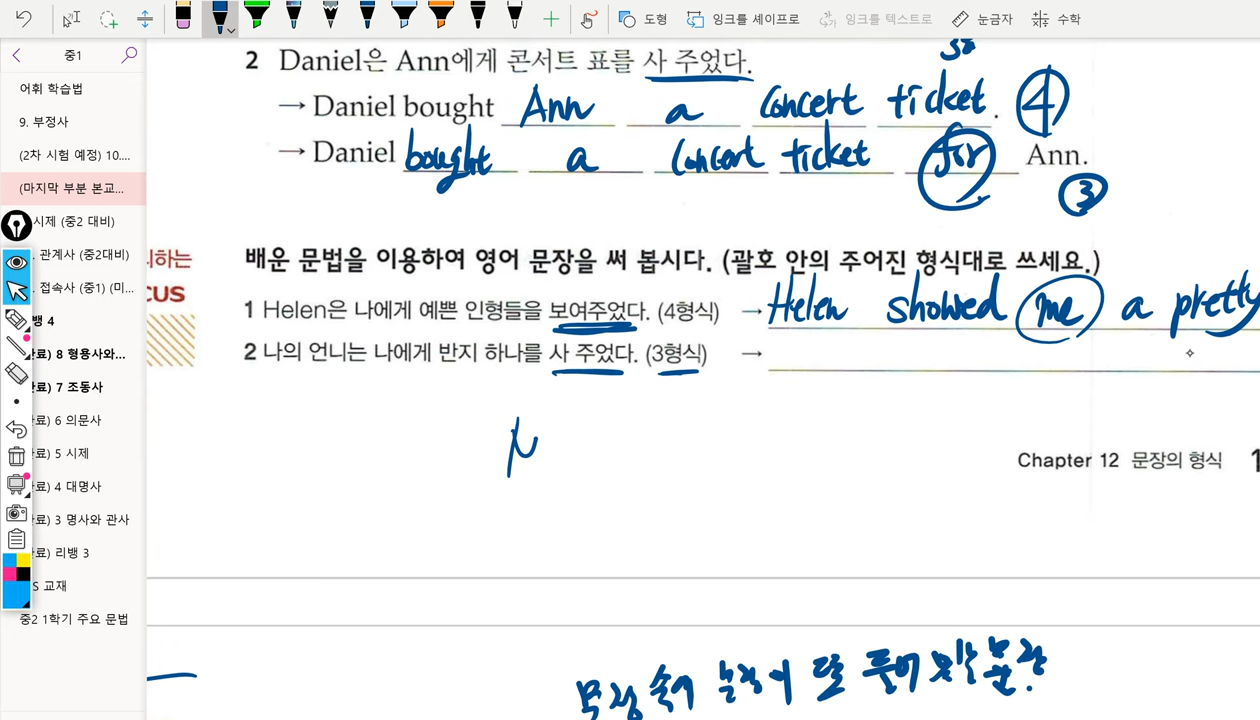 도형
잉크를 셰이프로
잉크를 텍스트로
눈금자
수학
중1
어휘 학습법
9. 부정사
(2차 시험 예정) 10....
(마지막 부분 본교...
시제 (중2 대비)
관계사 (중2대비)
접속사 (중1) (미...
뱅 4
료) 8 형용사와...
료) 7 조동사
료) 6 의문사
료) 5 시제
료) 4 대명사
료) 3 명사와 관사
료) 리뱅 3
S 교재
중2 1학기 주요 문법
2 Daniel은 Ann에게 콘서트 표를 사 주었다.
→ Daniel bought Ann a concert ticket. ④
→ Daniel bought a concert ticket for Ann. ③
하는
CUS
배운 문법을 이용하여 영어 문장을 써 봅시다. (괄호 안의 주어진 형식대로 쓰세요.)
1 Helen은 나에게 예쁜 인형들을 보여주었다. (4형식) → Helen showed me a pretty
2 나의 언니는 나에게 반지 하나를 사 주었다. (3형식) →
Chapter 12 문장의 형식 1